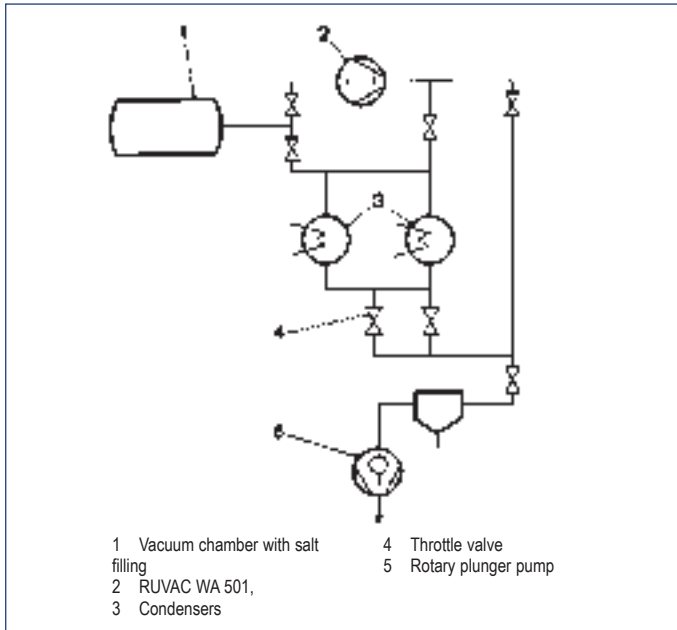 1
2
3
4
5
1 Vacuum chamber with salt
filling
2 RUVAC WA 501,
3 Condensers
4 Throttle valve
5 Rotary plunger pump